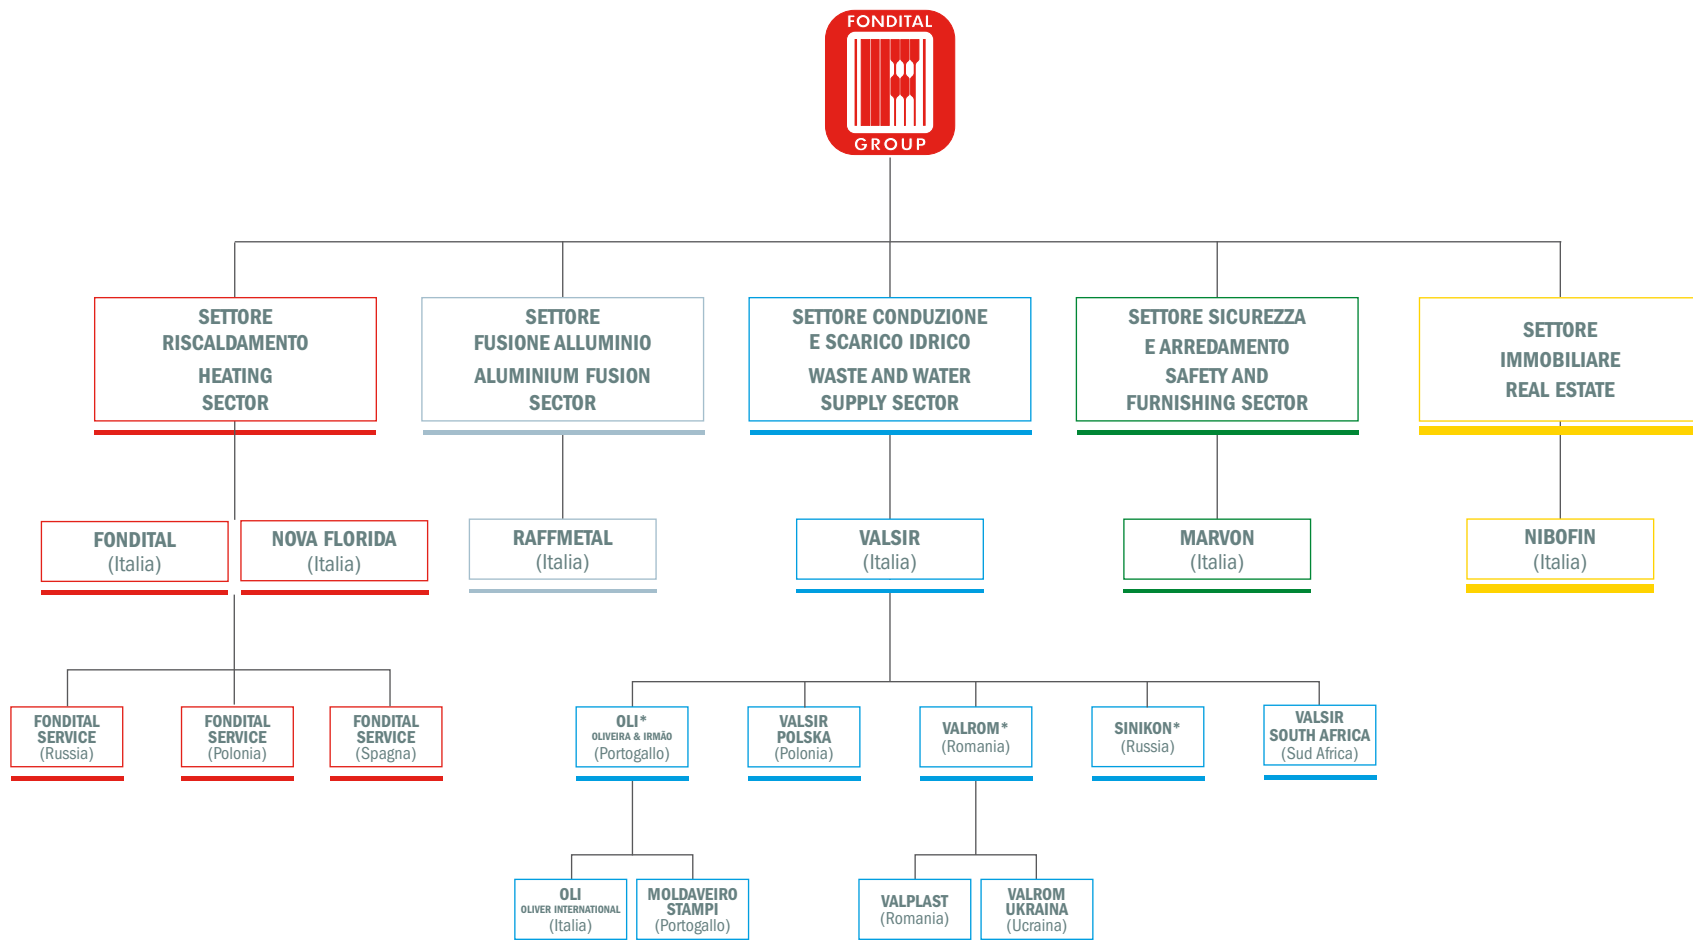 FONDITAL
GROUP
SETTORE
RISCALDAMENTO
HEATING
SECTOR
SETTORE
FUSIONE ALLUMINIO
ALUMINIUM FUSION
SECTOR
SETTORE CONDUZIONE
E SCARICO IDRICO
WASTE AND WATER
SUPPLY SECTOR
SETTORE SICUREZZA
E ARREDAMENTO
SAFETY AND
FURNISHING SECTOR
SETTORE
IMMOBILIARE
REAL ESTATE
FONDITAL
(Italia)
NOVA FLORIDA
(Italia)
RAFFMETAL
(Italia)
VALSIR
(Italia)
MARVON
(Italia)
NIBOFIN
(Italia)
FONDITAL
SERVICE
(Russia)
FONDITAL
SERVICE
(Polonia)
FONDITAL
SERVICE
(Spagna)
OLI*
OLIVEIRA & IRMÃO
(Portogallo)
VALSIR
POLSKA
(Polonia)
VALROM*
(Romania)
SINIKON*
(Russia)
VALSIR
SOUTH AFRICA
(Sud Africa)
OLI
OLIVER INTERNATIONAL
(Italia)
MOLDAVEIRO
STAMPI
(Portogallo)
VALPLAST
(Romania)
VALROM
UKRAINA
(Ucraina)